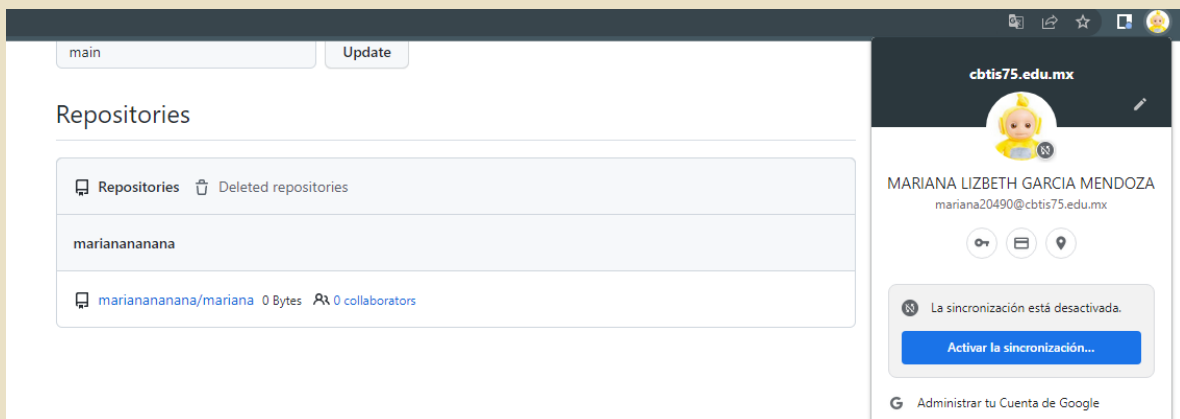 main
Update
Repositories
Repositories Deleted repositories
mariananANana
mariananananana/mariana 0 Bytes 0 collaborators
cbtis75.edu.mx
MARIANA LIZBETH GARCIA MENDOZA
mariana20490@cbtis75.edu.mx
La sincronización está desactivada.
Activar la sincronización...
G Administrar tu Cuenta de Google